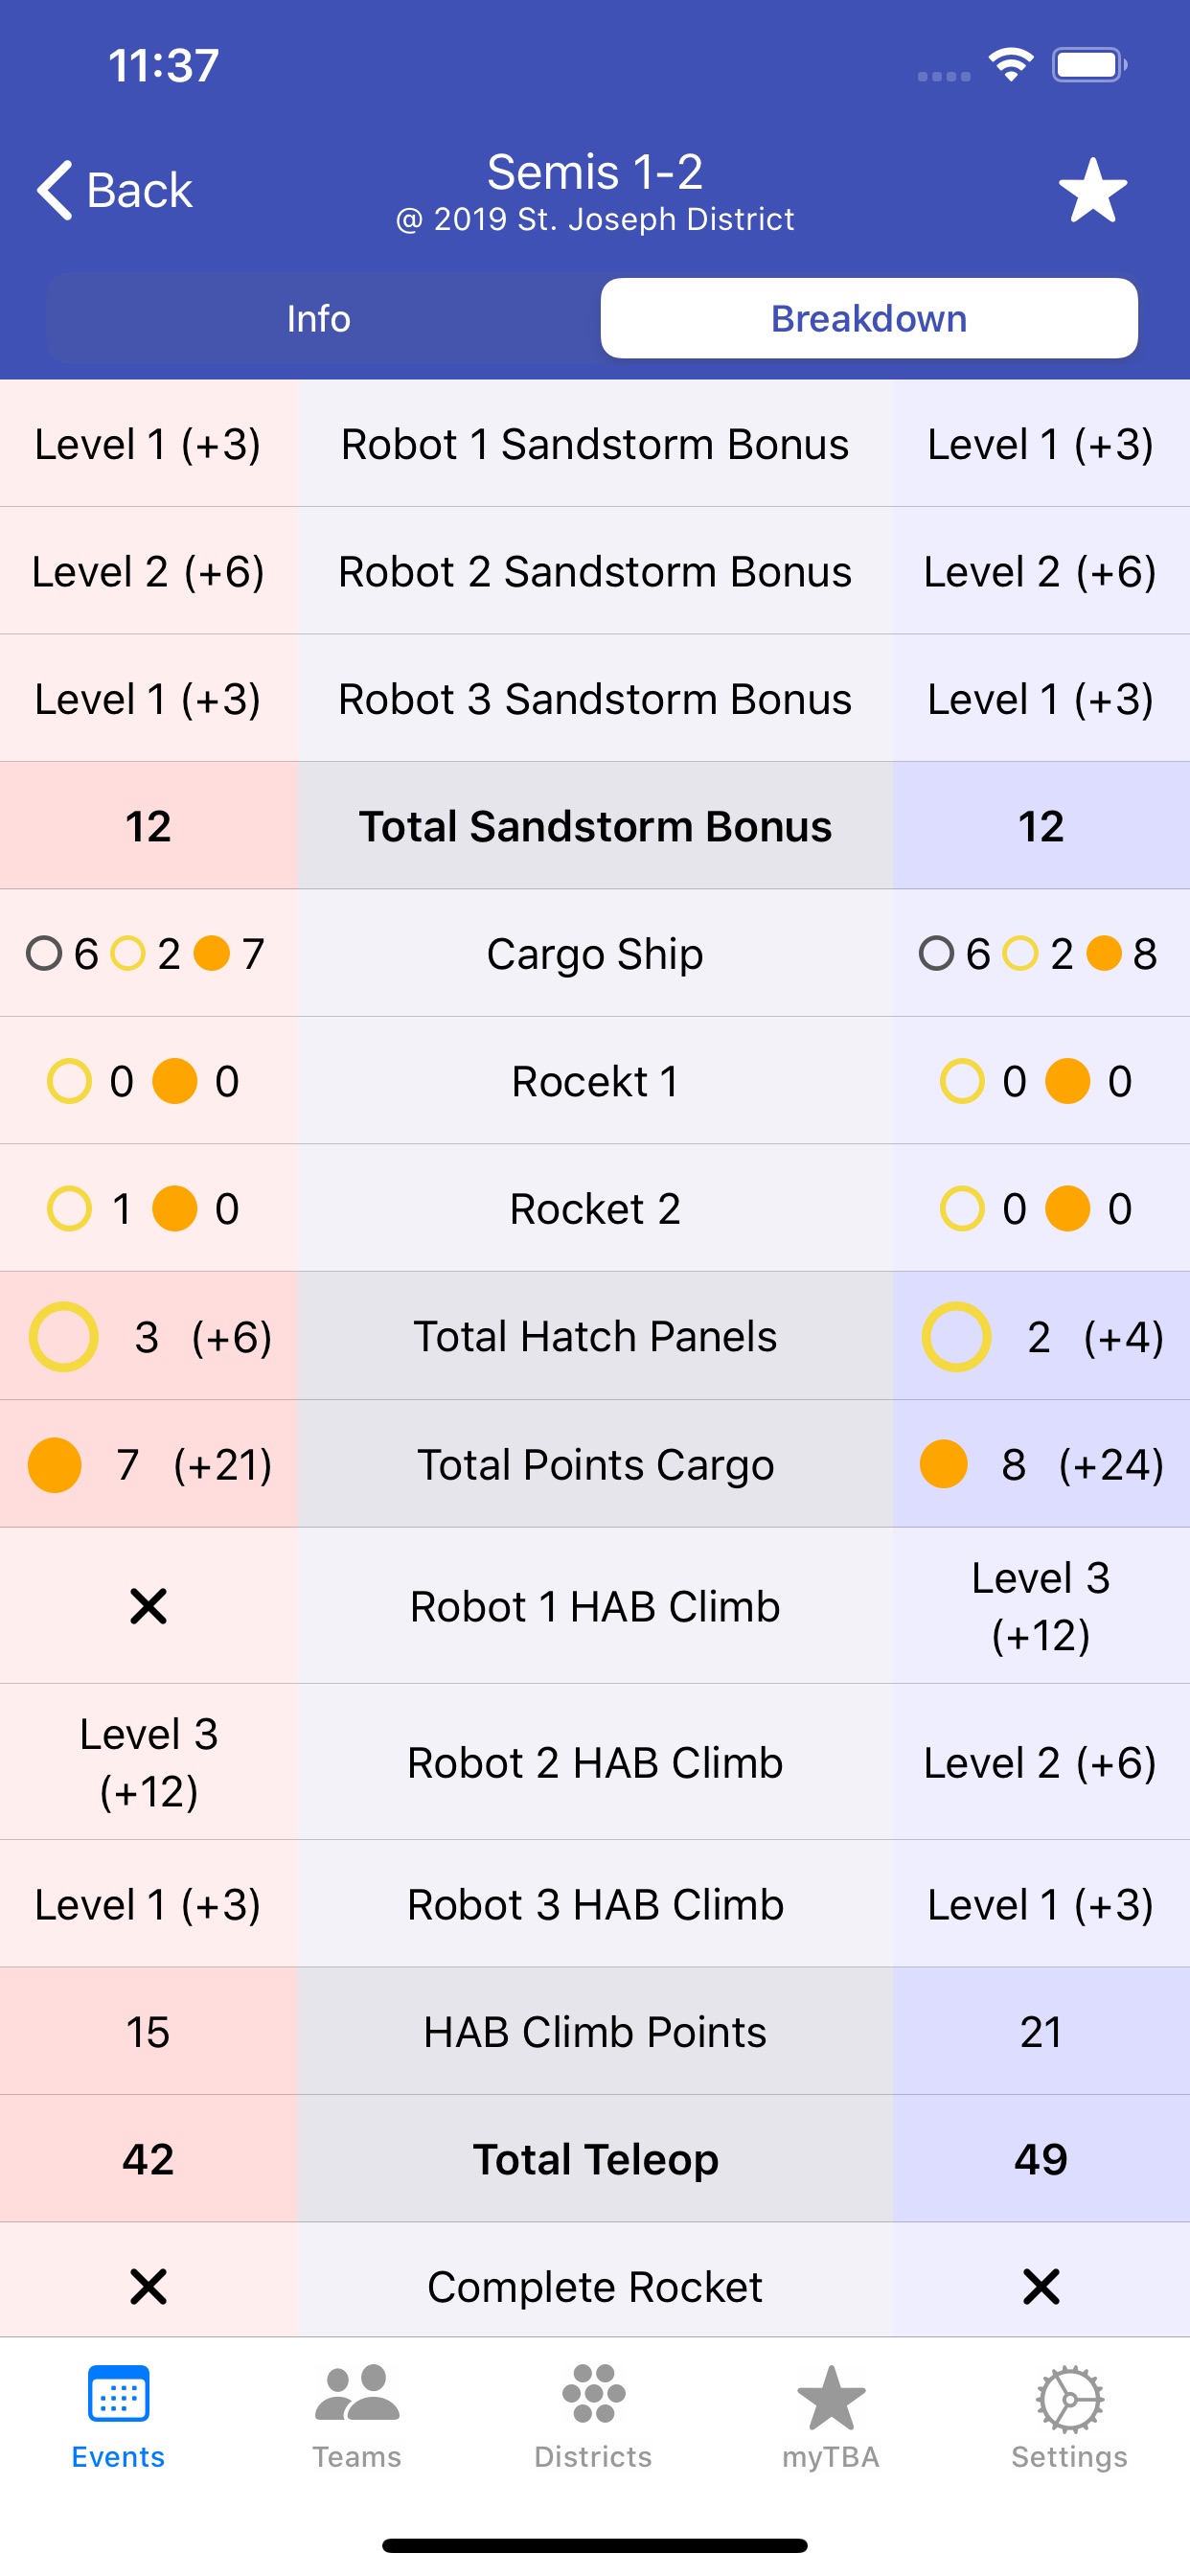 11:37
Back
Semis 1-2
@ 2019 St. Joseph District
Info
Breakdown
Level 1 (+3) Robot 1 Sandstorm Bonus Level 1 (+3)
Level 2 (+6) Robot 2 Sandstorm Bonus Level 2 (+6)
Level 1 (+3) Robot 3 Sandstorm Bonus Level 1 (+3)
12 Total Sandstorm Bonus 12
6 2 7 Cargo Ship 6 2 8
0 0 Rocekt 1 0 0
1 0 Rocket 2 0 0
3 (+6) Total Hatch Panels 2 (+4)
7 (+21) Total Points Cargo 8 (+24)
Robot 1 HAB Climb
Level 3
(+12)
Level 3
(+12)
Robot 2 HAB Climb
Level 2 (+6)
Level 1 (+3) Robot 3 HAB Climb Level 1 (+3)
15 HAB Climb Points 21
42 Total Teleop 49
Complete Rocket
Events Teams Districts myTBA Settings